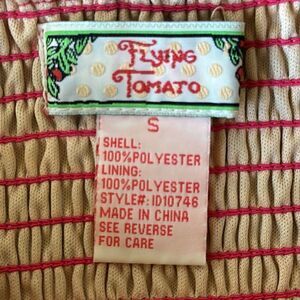 FLYING
TOMATO
S
SHELL:
100%POLYESTER
LINING:
100%POLYESTER
STYLE#: ID10746
MADE IN CHINA
SEE REVERSE
FOR CARE